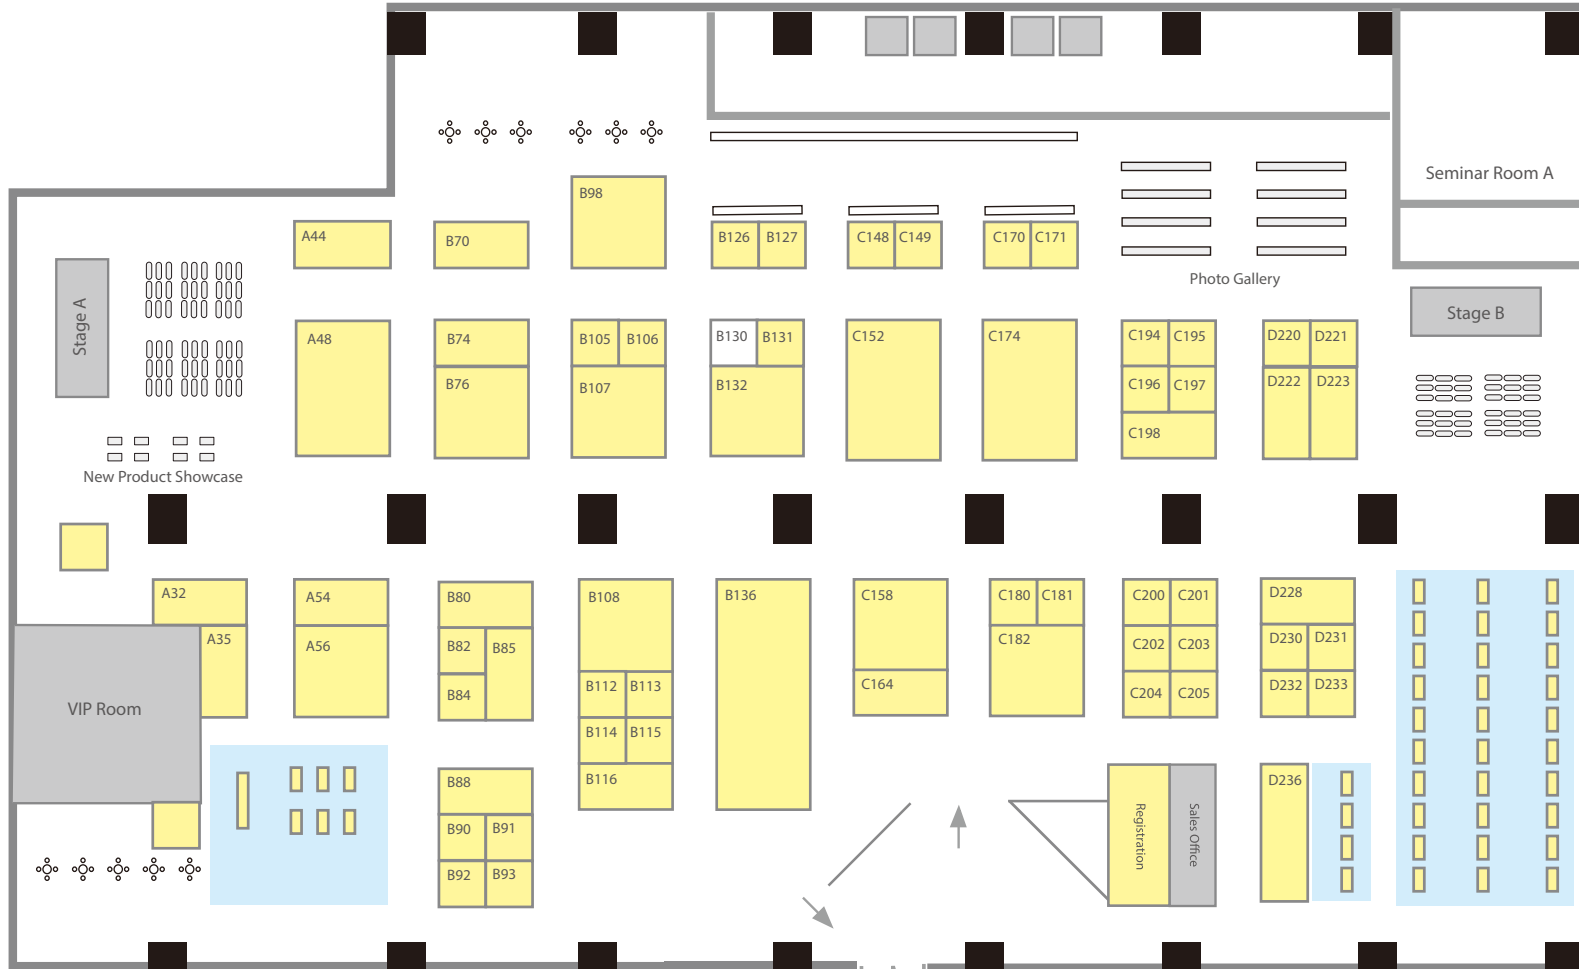 Seminar Room A
B98
A44
B70
B126
B127
C148
C149
C170
C171
Photo Gallery
Stage A
Stage B
A48
B74
B105
B106
B130
B131
C152
C174
C194
C195
D220
D221
B76
B107
B132
C196
C197
D222
D223
C198
New Product Showcase
A32
A54
B80
B108
B136
C158
C180
C181
C200
C201
D228
A35
A56
B82
B85
C182
C202
C203
D230
D231
B84
B112
B113
C164
C204
C205
D232
D233
VIP Room
B114
B115
B88
B116
D236
Registration
Sales Office
B90
B91
B92
B93